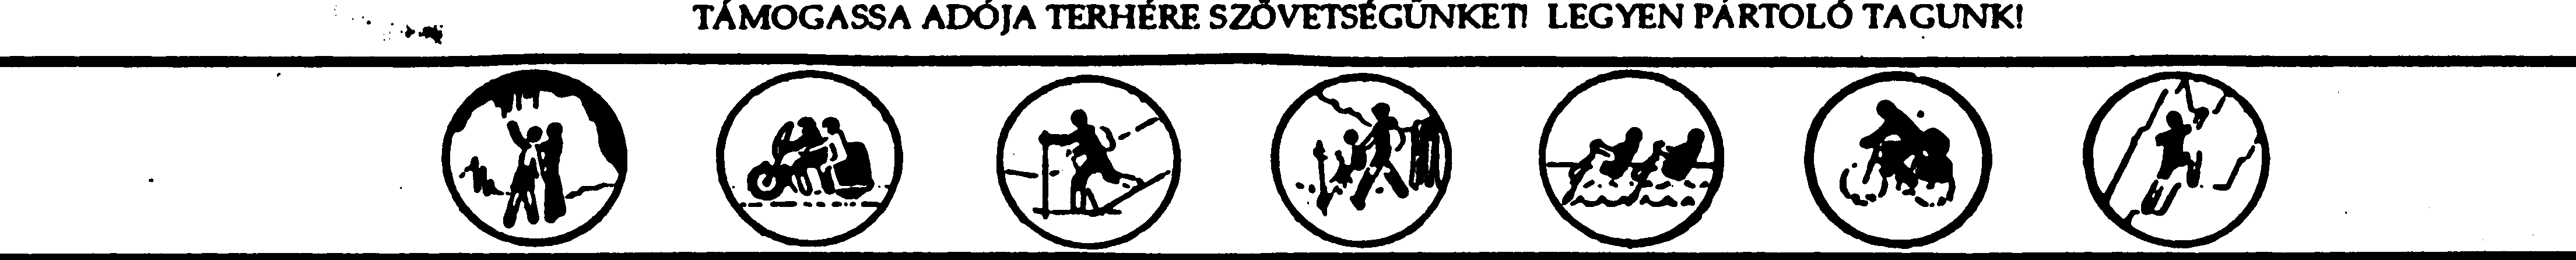 TÁMOGASSA ADÓJA TERHÉRE SZÖVETSÉGÜNKET! LEGYEN PÁRTOLÓ TAGUNK!